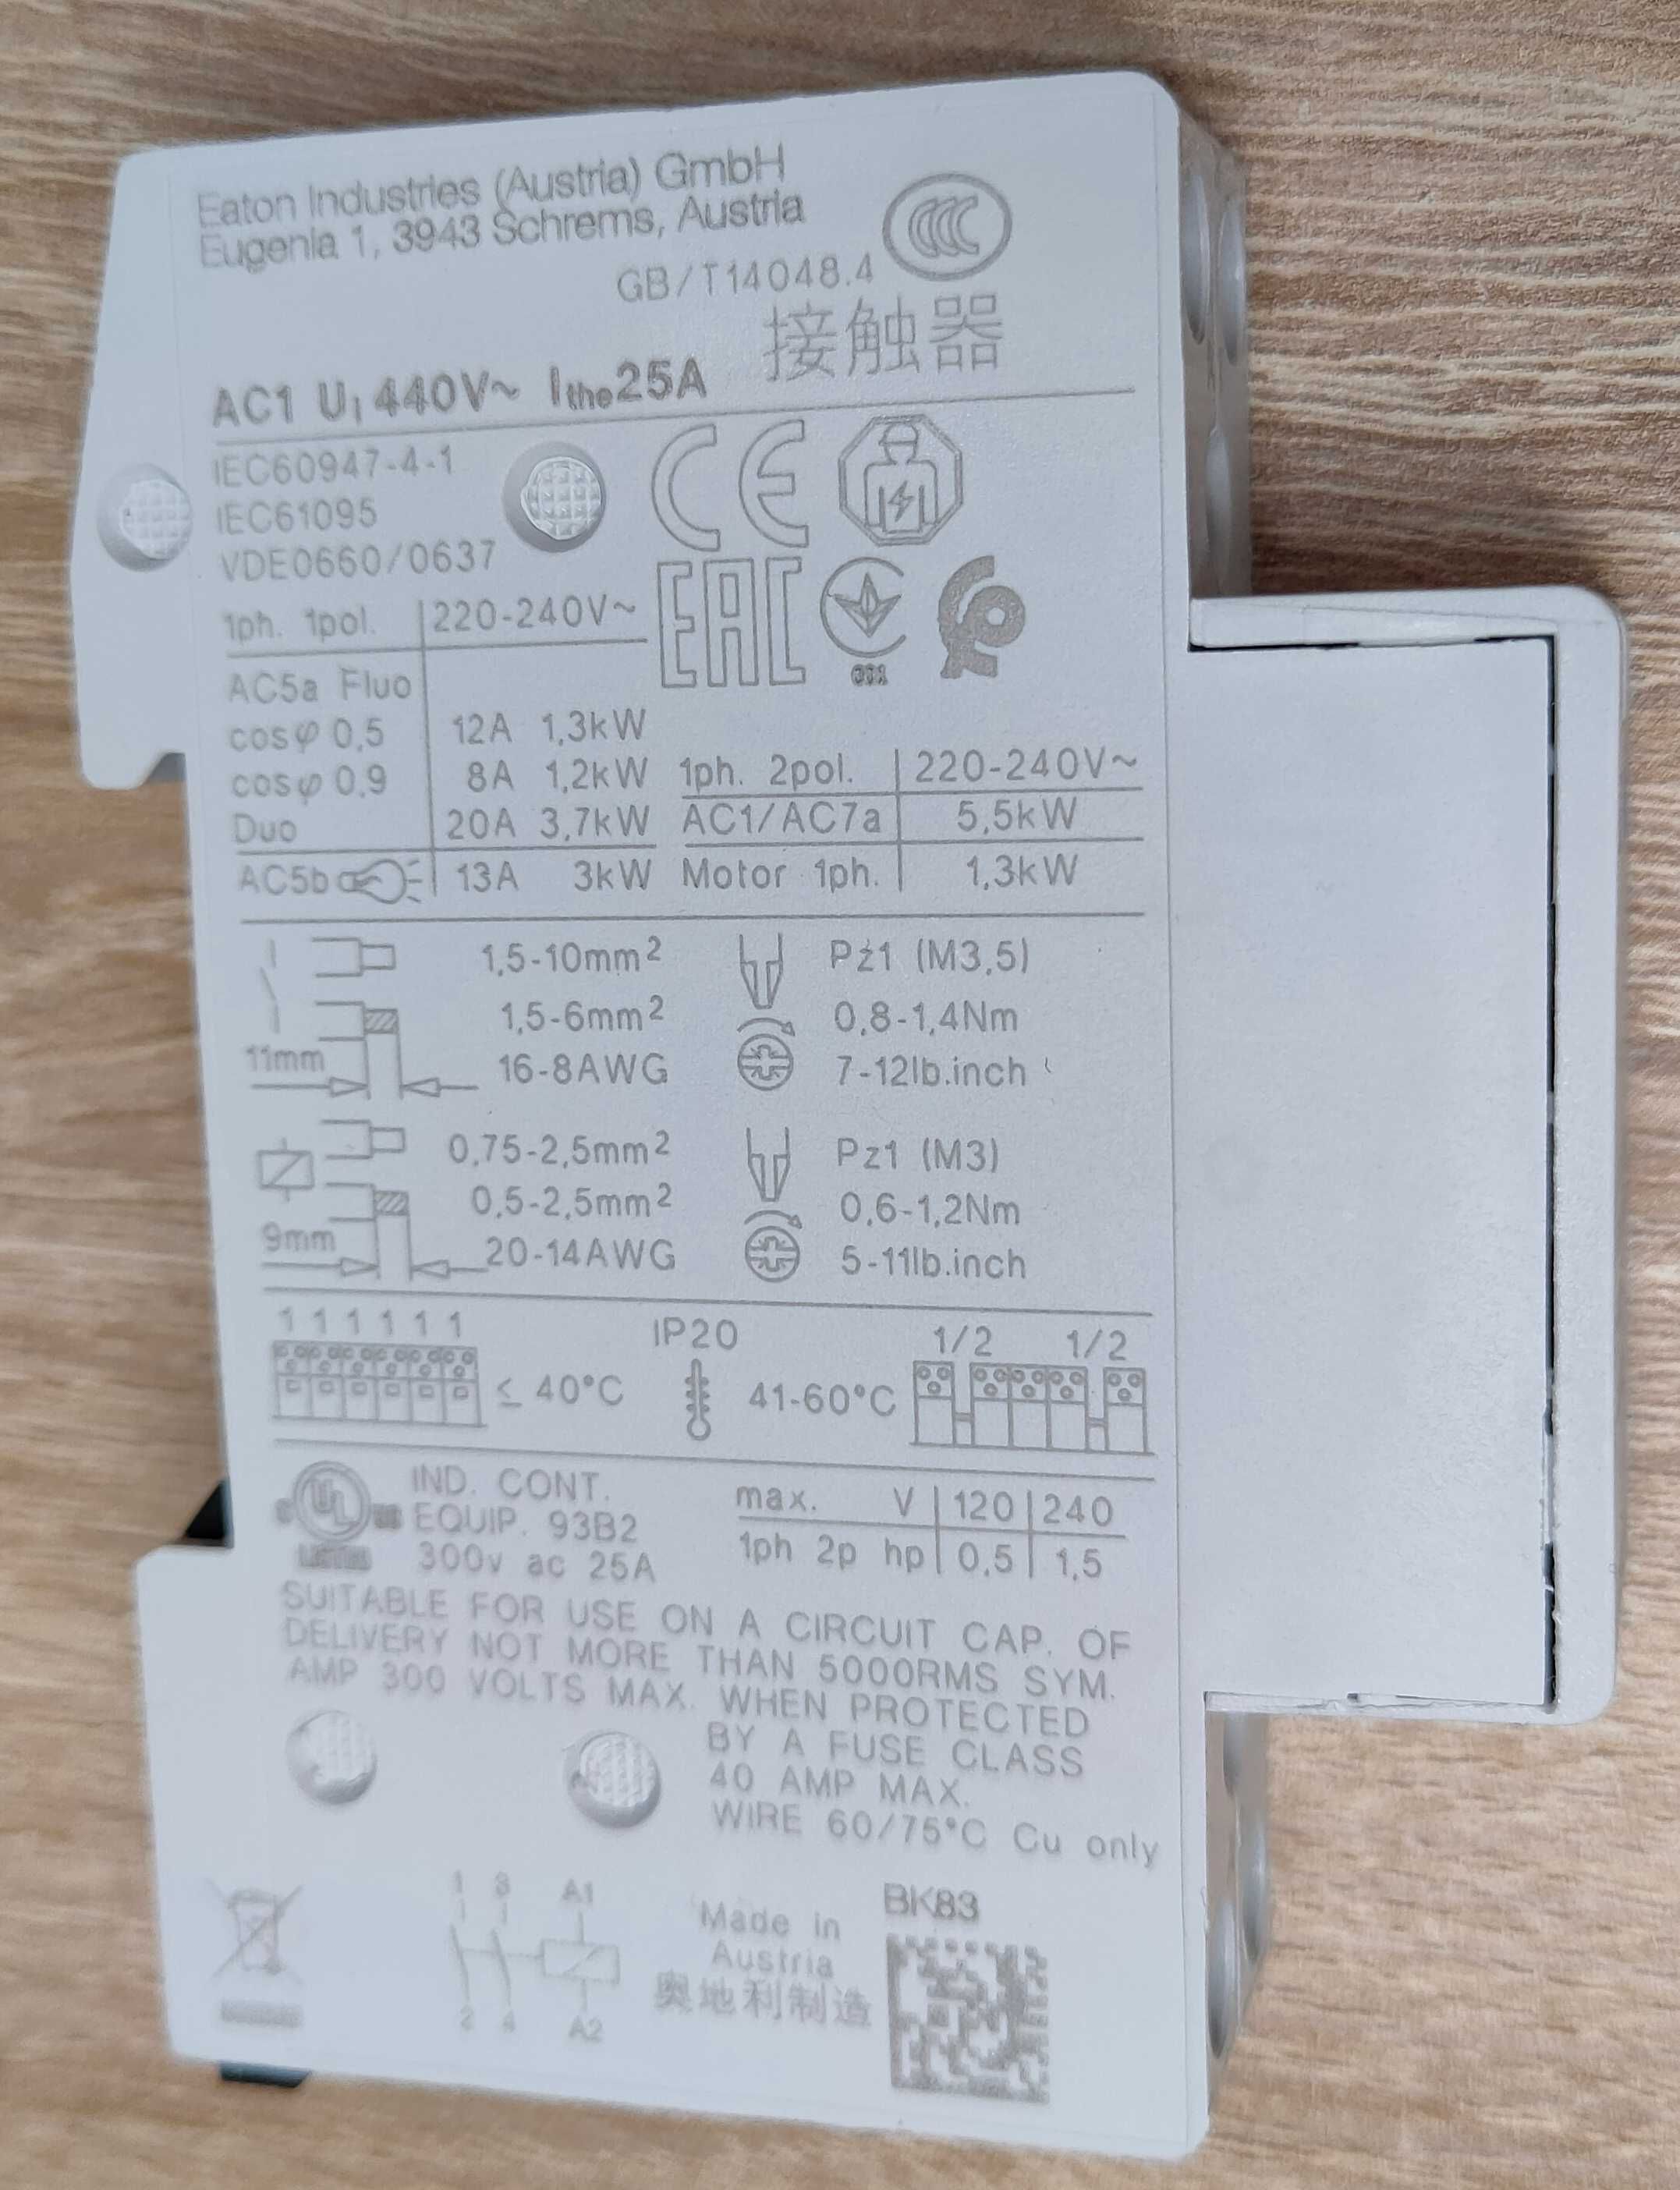 Eaton Industries (Austria) GmbH
Eugenia 1, 3943 Schrems, Austria
CCC
GB/T14048.4
接触器
AC1 Ui 440V~ Ithe 25A
IEC60947-4-1
IEC61095
VDE0660/0637
CE
EAC
1ph. 1pol. 220-240V~
AC5a Fluo
cosφ 0,5 12A 1,3kW
cosφ 0,9 8A 1,2kW
Duo 20A 3,7kW
AC5b 13A 3kW
1ph. 2pol. 220-240V~
AC1/AC7a 5,5kW
Motor 1ph. 1,3kW
1,5-10mm² Pz1 (M3,5)
1,5-6mm² 0,8-1,4Nm
11mm 16-8AWG 7-12lb.inch
0,75-2,5mm² Pz1 (M3)
0,5-2,5mm² 0,6-1,2Nm
9mm 20-14AWG 5-11lb.inch
1 1 1 1 1 1 IP20 1/2 1/2
≤ 40°C 41-60°C
UL IND. CONT.
EQUIP. 93B2
LISTED 300v ac 25A
max. V 120 240
1ph 2p hp 0,5 1,5
SUITABLE FOR USE ON A CIRCUIT CAP. OF
DELIVERY NOT MORE THAN 5000RMS SYM.
AMP 300 VOLTS MAX. WHEN PROTECTED
BY A FUSE CLASS
40 AMP MAX.
WIRE 60/75°C Cu only
1 3 A1
2 4 A2
Made in
Austria
奥地利制造
BK83